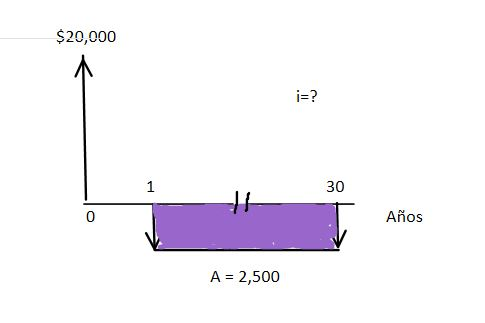 $20,000
i=?
1
30
0
Años
A = 2,500